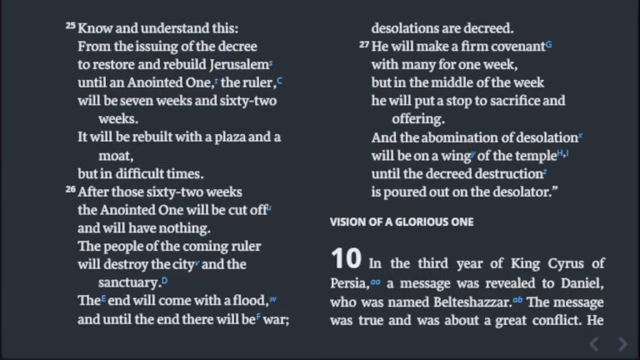 25 Know and understand this:
From the issuing of the decree
to restore and rebuild Jerusalem s
until an Anointed One, t the ruler, C
will be seven weeks and sixty-two
weeks.
It will be rebuilt with a plaza and a
moat,
but in difficult times.
26 After those sixty-two weeks
the Anointed One will be cut off u
and will have nothing.
The people of the coming ruler
will destroy the city v and the
sanctuary. D
The E end will come with a flood, w
and until the end there will be F war;
desolations are decreed.
27 He will make a firm covenant G
with many for one week,
but in the middle of the week
he will put a stop to sacrifice and
offering.
And the abomination of desolation x
will be on a wing y of the temple H, I
until the decreed destruction z
is poured out on the desolator.”
VISION OF A GLORIOUS ONE
10 In the third year of King Cyrus of
Persia, aa a message was revealed to Daniel,
who was named Belteshazzar. ab The message
was true and was about a great conflict. He